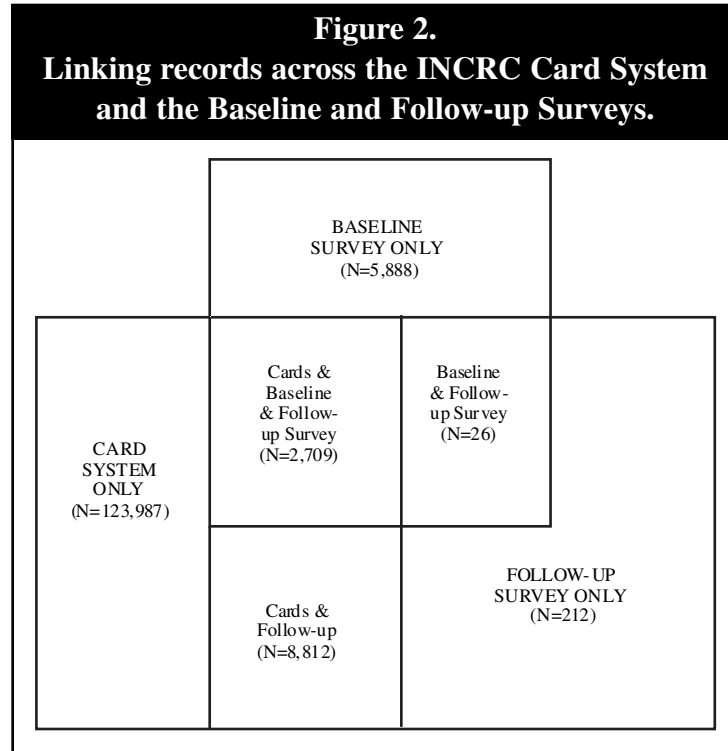 Figure 2.
Linking records across the INCRC Card System
and the Baseline and Follow-up Surveys.
BASELINE
SURVEY ONLY
(N=5,888)
Cards &
Baseline
& Follow-
up Survey
(N=2,709)
Baseline
& Follow-
up Survey
(N=26)
CARD
SYSTEM
ONLY
(N=123,987)
Cards &
Follow-up
(N=8,812)
FOLLOW-UP
SURVEY ONLY
(N=212)